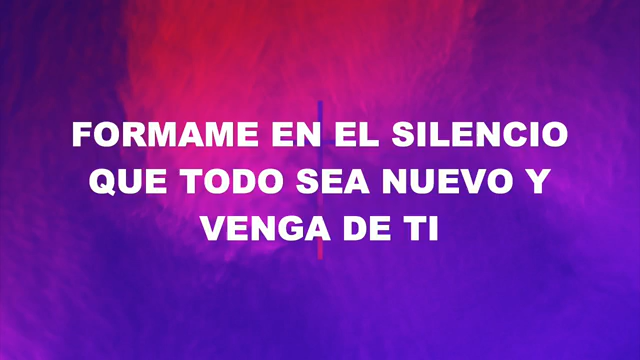 FORMAME EN EL SILENCIO
QUE TODO SEA NUEVO Y
VENGA DE TI